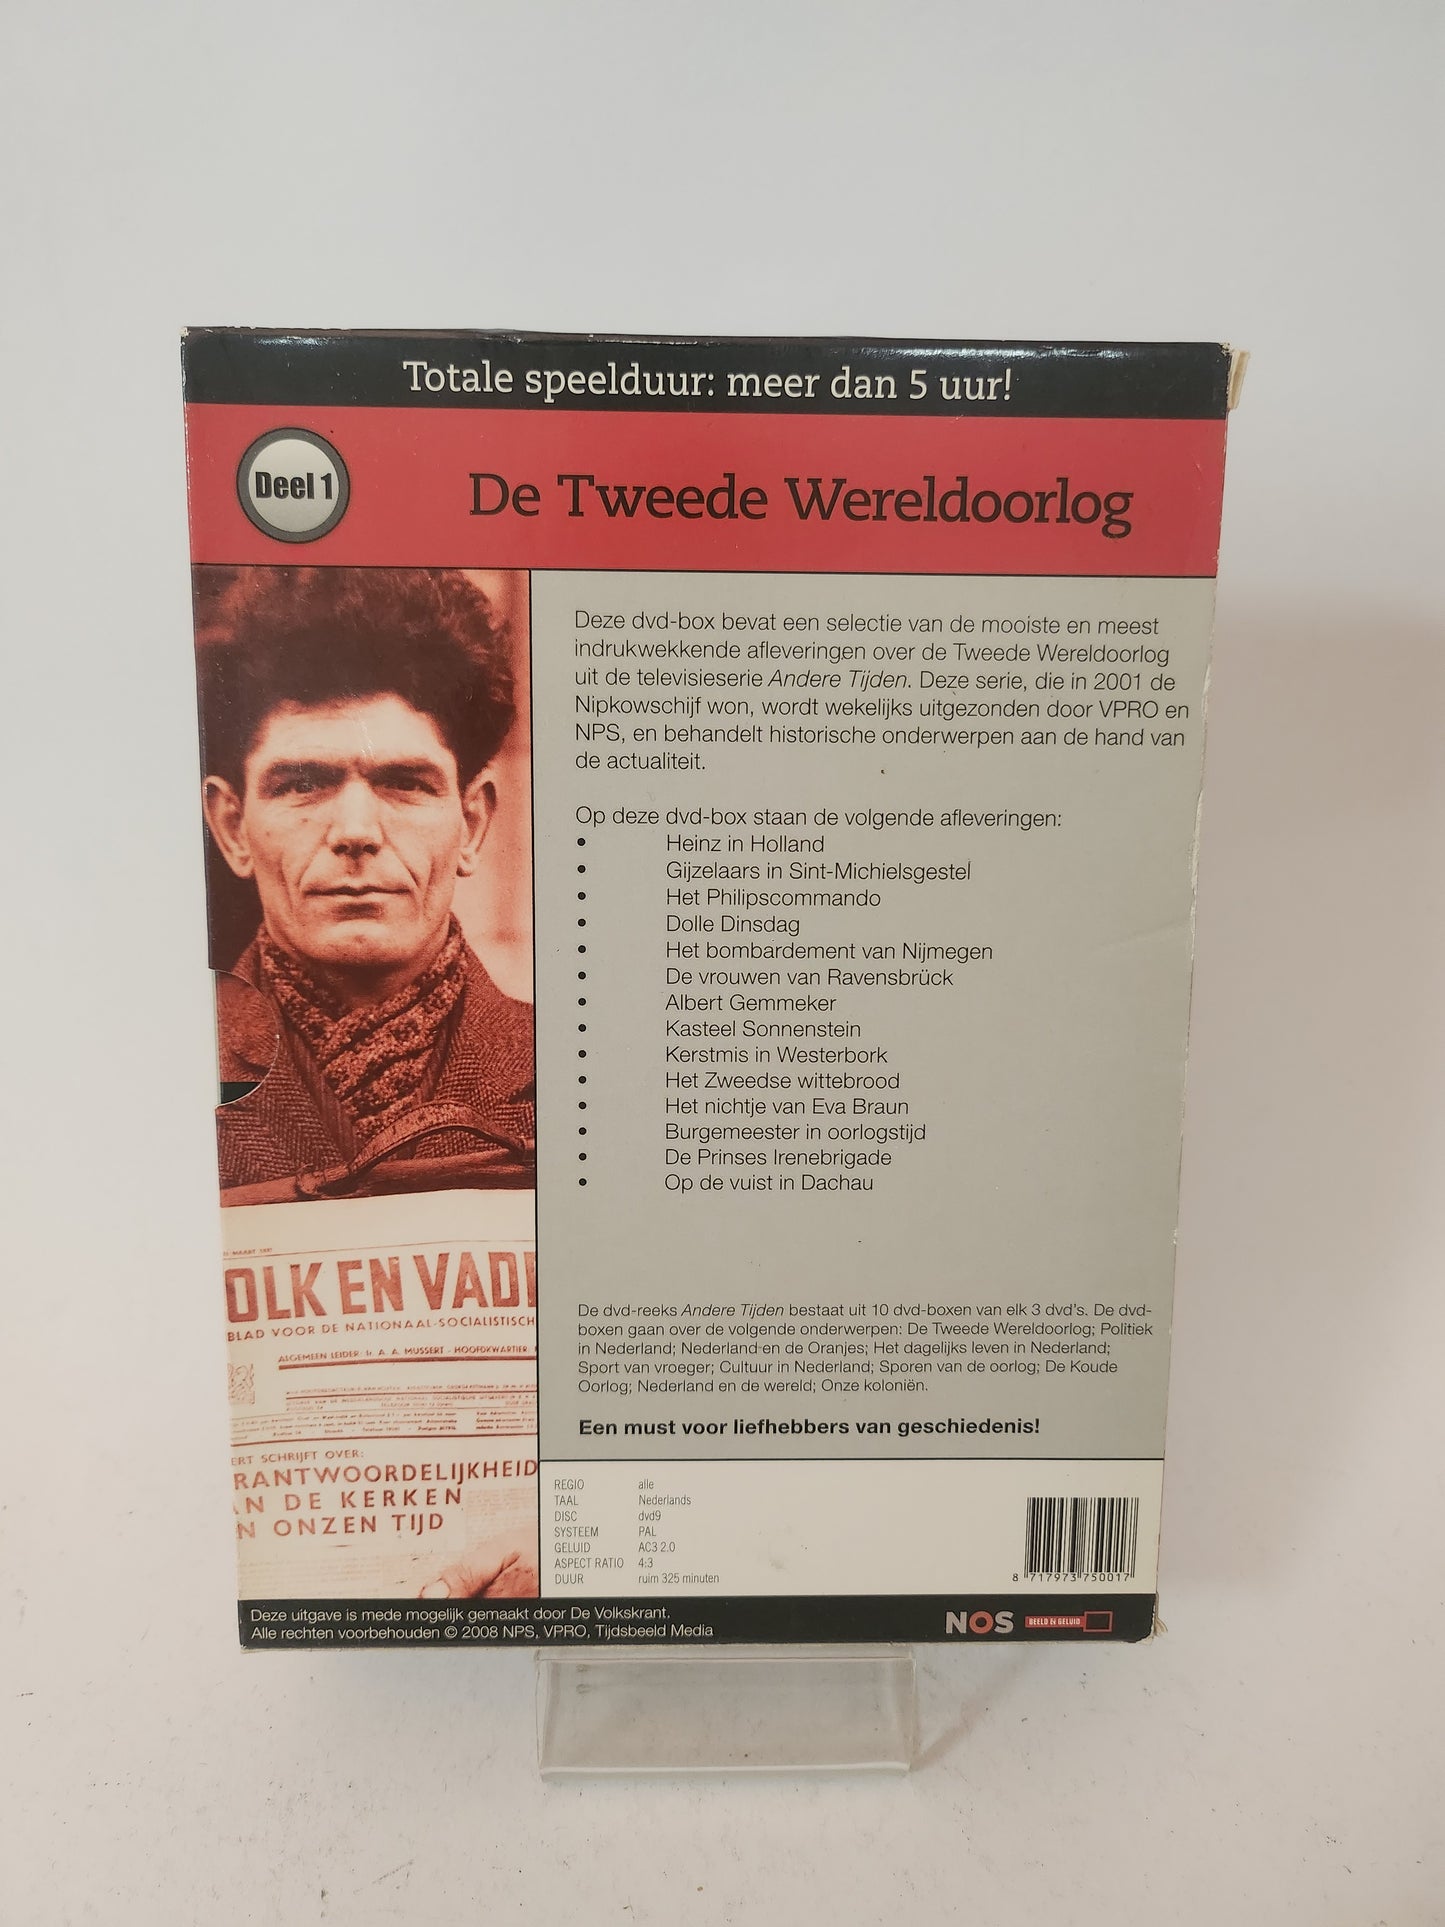 Totale speelduur: meer dan 5 uur!
Deel 1
De Tweede Wereldoorlog
Deze dvd-box bevat een selectie van de mooiste en meest
indrukwekkende afleveringen over de Tweede Wereldoorlog
uit de televisieserie Andere Tijden. Deze serie, die in 2001 de
Nipkowschijf won, wordt wekelijks uitgezonden door VPRO en
NPS, en behandelt historische onderwerpen aan de hand van
de actualiteit.
Op deze dvd-box staan de volgende afleveringen:
• Heinz in Holland
• Gijzelaars in Sint-Michielsgestel
• Het Philipscommando
• Dolle Dinsdag
• Het bombardement van Nijmegen
• De vrouwen van Ravensbrück
• Albert Gemmeker
• Kasteel Sonnenstein
• Kerstmis in Westerbork
• Het Zweedse wittebrood
• Het nichtje van Eva Braun
• Burgemeester in oorlogstijd
• De Prinses Irenebrigade
• Op de vuist in Dachau
OLK EN VADE
BLAD VOOR DE NATIONAAL-SOCIALISTISCH
ALGEMEEN LEIDER: Ir. A. A. MUSSERT - HOOFDKWARTIER
ERT SCHRIJFT OVER:
RANTWOORDELIJKHEID
AN DE KERKEN
N ONZEN TIJD
De dvd-reeks Andere Tijden bestaat uit 10 dvd-boxen van elk 3 dvd's. De dvd-
boxen gaan over de volgende onderwerpen: De Tweede Wereldoorlog; Politiek
in Nederland; Nederland en de Oranjes; Het dagelijks leven in Nederland;
Sport van vroeger; Cultuur in Nederland; Sporen van de oorlog; De Koude
Oorlog; Nederland en de wereld; Onze koloniën.
Een must voor liefhebbers van geschiedenis!
REGIO alle
TAAL Nederlands
DISC dvd9
SYSTEEM PAL
GELUID AC3 2.0
ASPECT RATIO 4:3
DUUR ruim 325 minuten
8 717973 750017
Deze uitgave is mede mogelijk gemaakt door De Volkskrant.
Alle rechten voorbehouden © 2008 NPS, VPRO, Tijdsbeeld Media
NOS BEELD & GELUID